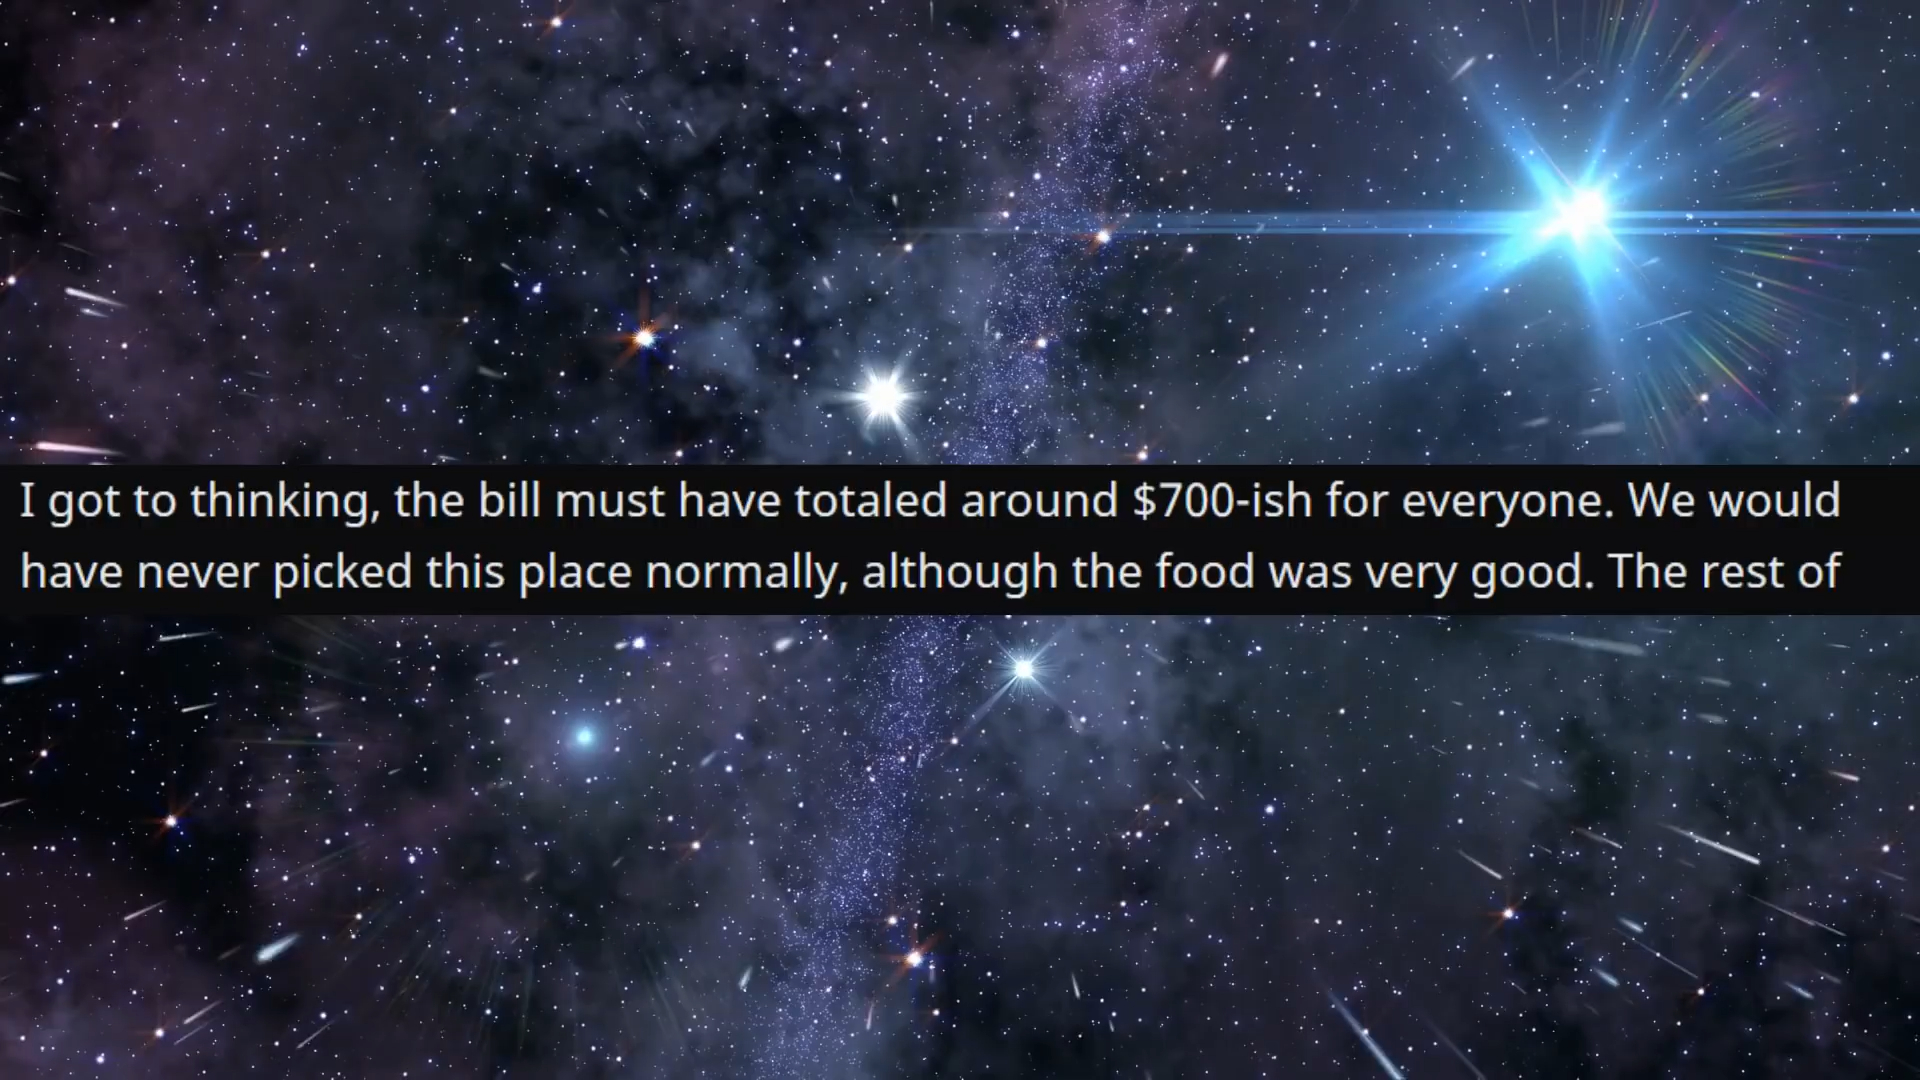 I got to thinking, the bill must have totaled around $700-ish for everyone. We would
have never picked this place normally, although the food was very good. The rest of